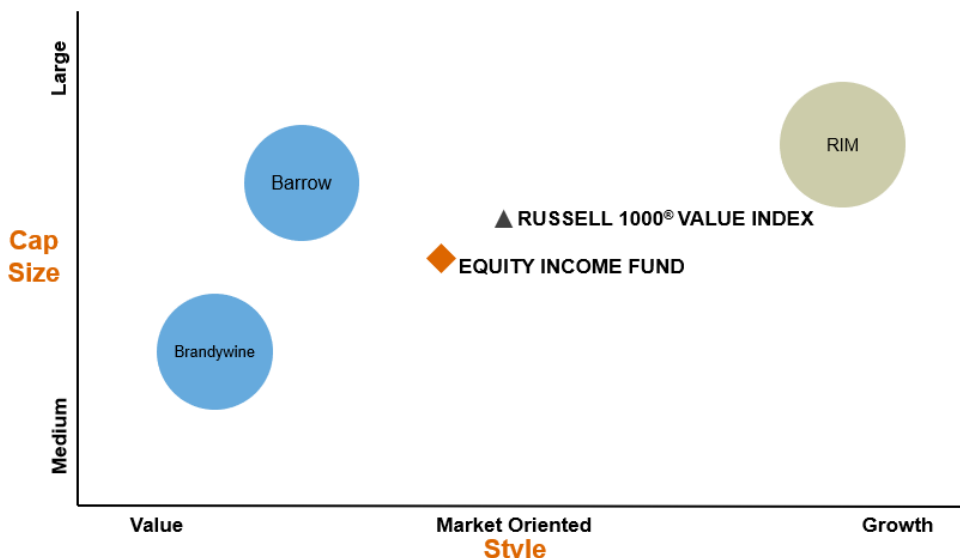 Large
RIM
Barrow
RUSSELL 1000® VALUE INDEX
Cap
Size
EQUITY INCOME FUND
Brandywine
Medium
Value
Market Oriented
Growth
Style